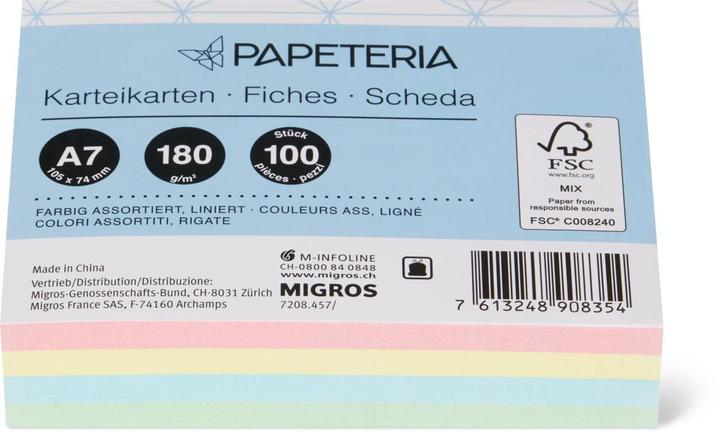 PAPETERIA
Karteikarten · Fiches · Scheda
A7
105 x 74 mm
180
g/m²
Stück
100
pièces · pezzi
FARBIG ASSORTIERT, LINIERT · COULEURS ASS, LIGNÉ
COLORI ASSORTITI, RIGATE
FSC
www.fsc.org
MIX
Paper from
responsible sources
FSC® C008240
Made in China
Vertrieb/Distribution/Distribuzione:
Migros-Genossenschafts-Bund, CH-8031 Zürich
Migros France SAS, F-74160 Archamps
M-INFOLINE
CH-0800 84 0848
www.migros.ch
MIGROS
7208.457/
7 613248 908354